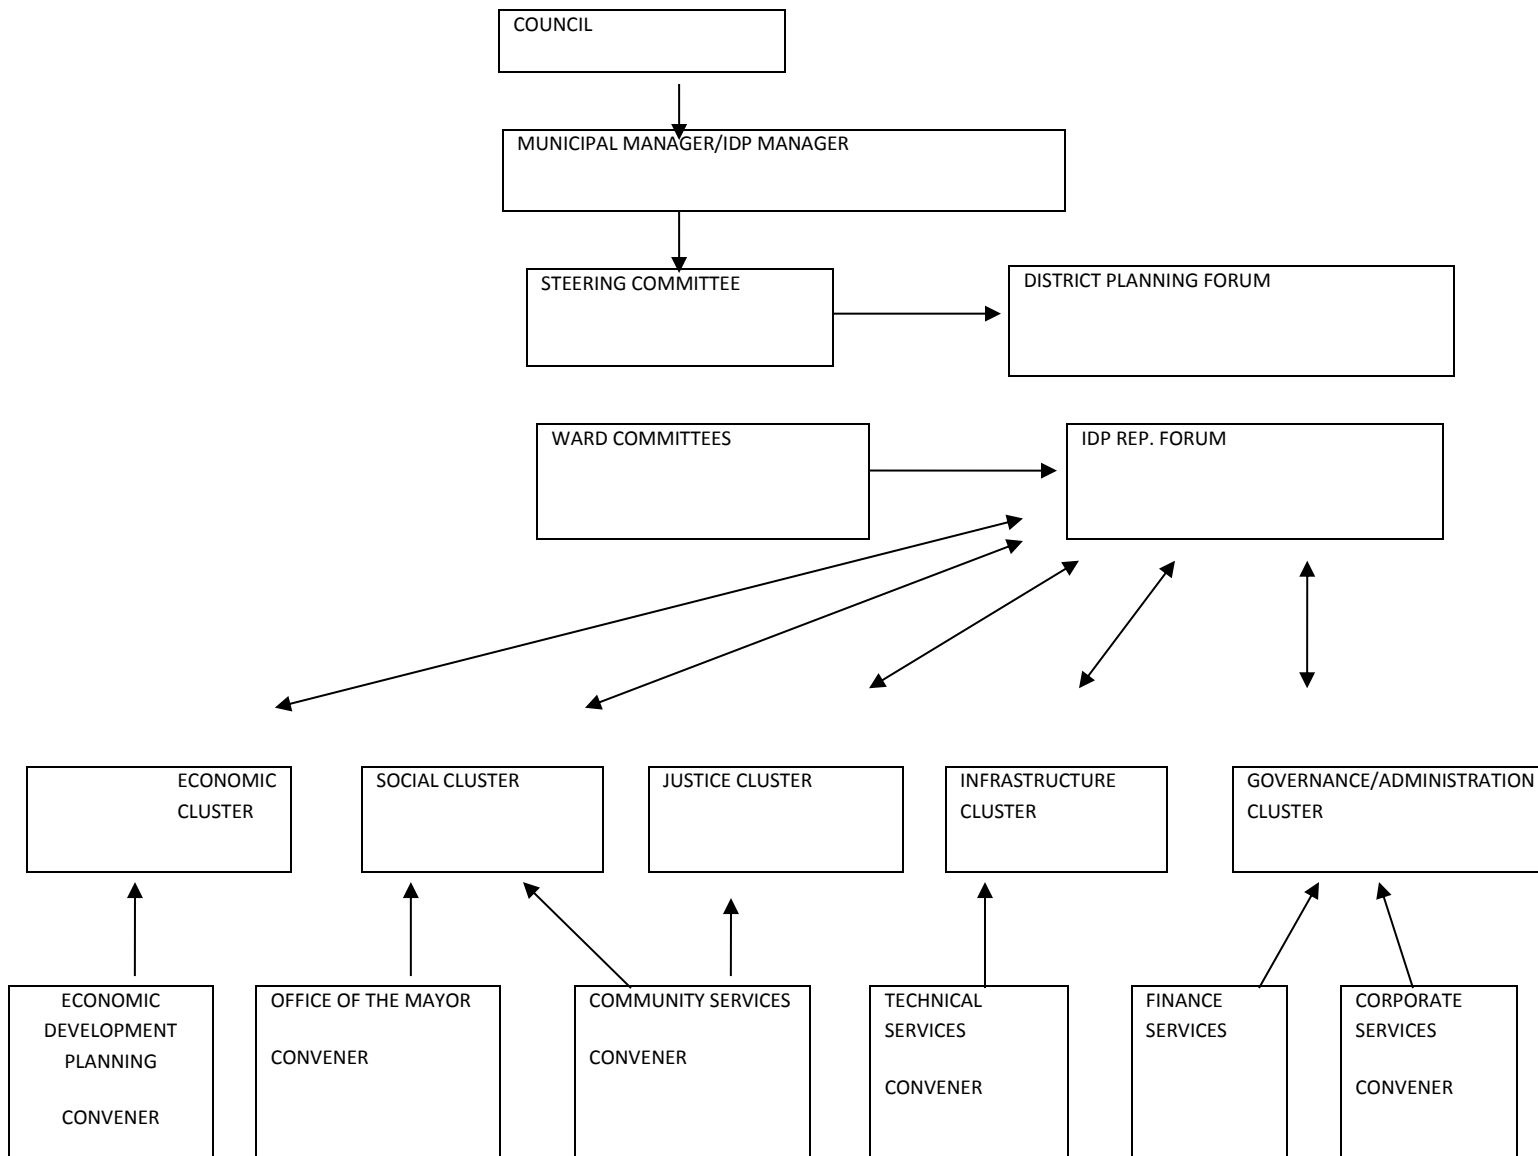 COUNCIL
MUNICIPAL MANAGER/IDP MANAGER
STEERING COMMITTEE
DISTRICT PLANNING FORUM
WARD COMMITTEES
IDP REP. FORUM
ECONOMIC
CLUSTER
SOCIAL CLUSTER
JUSTICE CLUSTER
INFRASTRUCTURE
CLUSTER
GOVERNANCE/ADMINISTRATION
CLUSTER
ECONOMIC
DEVELOPMENT
PLANNING
CONVENER
OFFICE OF THE MAYOR
CONVENER
COMMUNITY SERVICES
CONVENER
TECHNICAL
SERVICES
CONVENER
FINANCE
SERVICES
CORPORATE
SERVICES
CONVENER